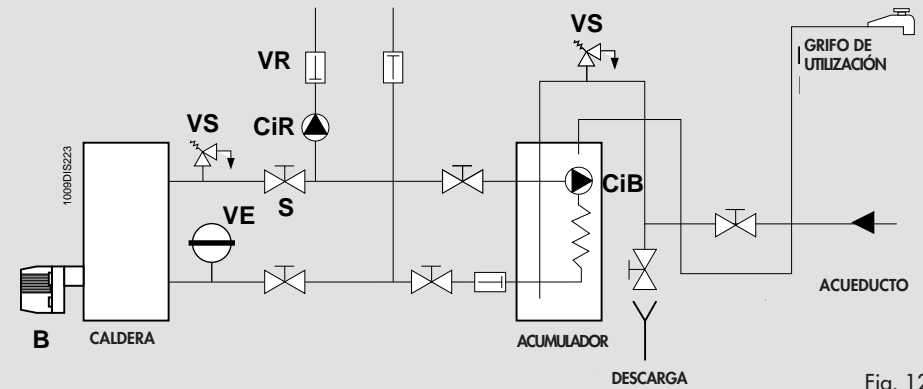 VS
GRIFO DE
UTILIZACIÓN
VR
VS
CiR
1009DIS223
CiB
S
VE
ACUEDUCTO
B
CALDERA
ACUMULADOR
DESCARGA
Fig. 12